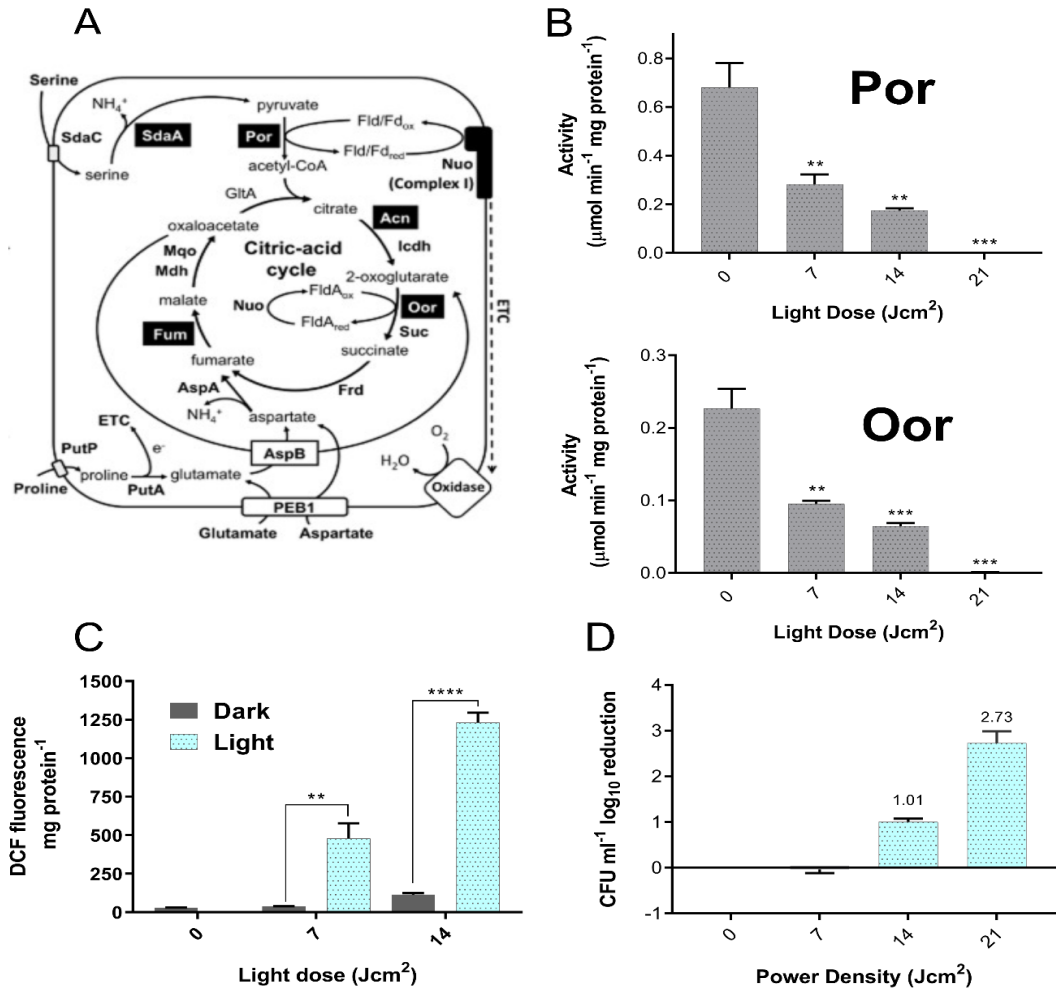 A
Serine
NH₄⁺
SdaC
SdaA
serine
pyruvate
Por
Fld/Fdox
Fld/Fdred
acetyl-CoA
Nuo
(Complex I)
GltA
citrate
oxaloacetate
Acn
Icdh
Mqo
Mdh
Citric-acid
cycle
2-oxoglutarate
malate
Nuo
FldAox
FldAred
Oor
Suc
ETC
Fum
succinate
fumarate
Frd
AspA
NH₄⁺
aspartate
ETC
e⁻
PutP
AspB
O₂
H₂O
Proline
proline
PutA
glutamate
Oxidase
PEB1
Glutamate
Aspartate
B
Por
Activity
(µmol min⁻¹ mg protein⁻¹)
0.8
0.6
0.4
0.2
0.0
**
**
***
0 7 14 21
Light Dose (Jcm²)
Oor
Activity
(µmol min⁻¹ mg protein⁻¹)
0.3
0.2
0.1
0.0
**
***
***
0 7 14 21
Light Dose (Jcm²)
C
DCF fluorescence
mg protein⁻¹
1500
1250
1000
750
500
250
0
Dark
Light
**
****
0 7 14
Light dose (Jcm²)
D
CFU ml⁻¹ log₁₀ reduction
4
3
2
1
0
-1
1.01
2.73
0 7 14 21
Power Density (Jcm²)